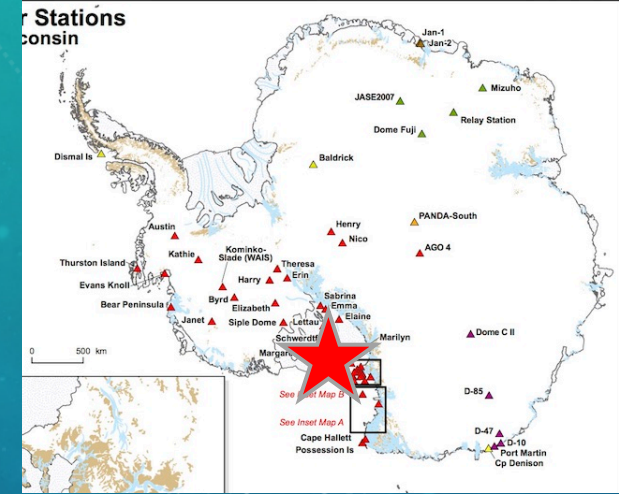 r Stations
consin
Jan-1
Jan-2
Mizuho
JASE2007
Relay Station
Dome Fuji
Dismal Is
Baldrick
PANDA-South
Austin
Henry
Nico
AGO 4
Kathie
Kominko-
Slade (WAIS)
Theresa
Thurston Island
Harry
Erin
Evans Knoll
Byrd
Sabrina
Bear Peninsula
Elizabeth
Emma
Elaine
Janet
Siple Dome
Lettau
Dome C II
Schwerdtf
Marilyn
0 500 km
Margar
D-85
See Inset Map B
See Inset Map A
D-47
Cape Hallett
D-10
Possession Is
Port Martin
Cp Denison